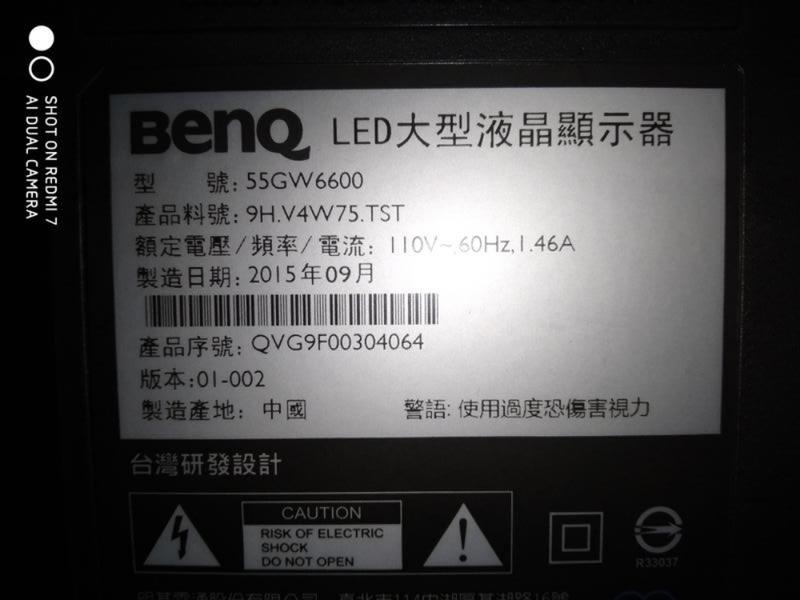 SHOT ON REDMI 7
AI DUAL CAMERA
BenQ LED大型液晶顯示器
型 號: 55GW6600
產品料號: 9H.V4W75.TST
額定電壓/頻率/電流: 110V~,60Hz,1.46A
製造日期: 2015年09月
產品序號: QVG9F00304064
版本:01-002
製造產地: 中國 警語: 使用過度恐傷害視力
台灣研發設計
CAUTION
RISK OF ELECTRIC
SHOCK
DO NOT OPEN
R33037